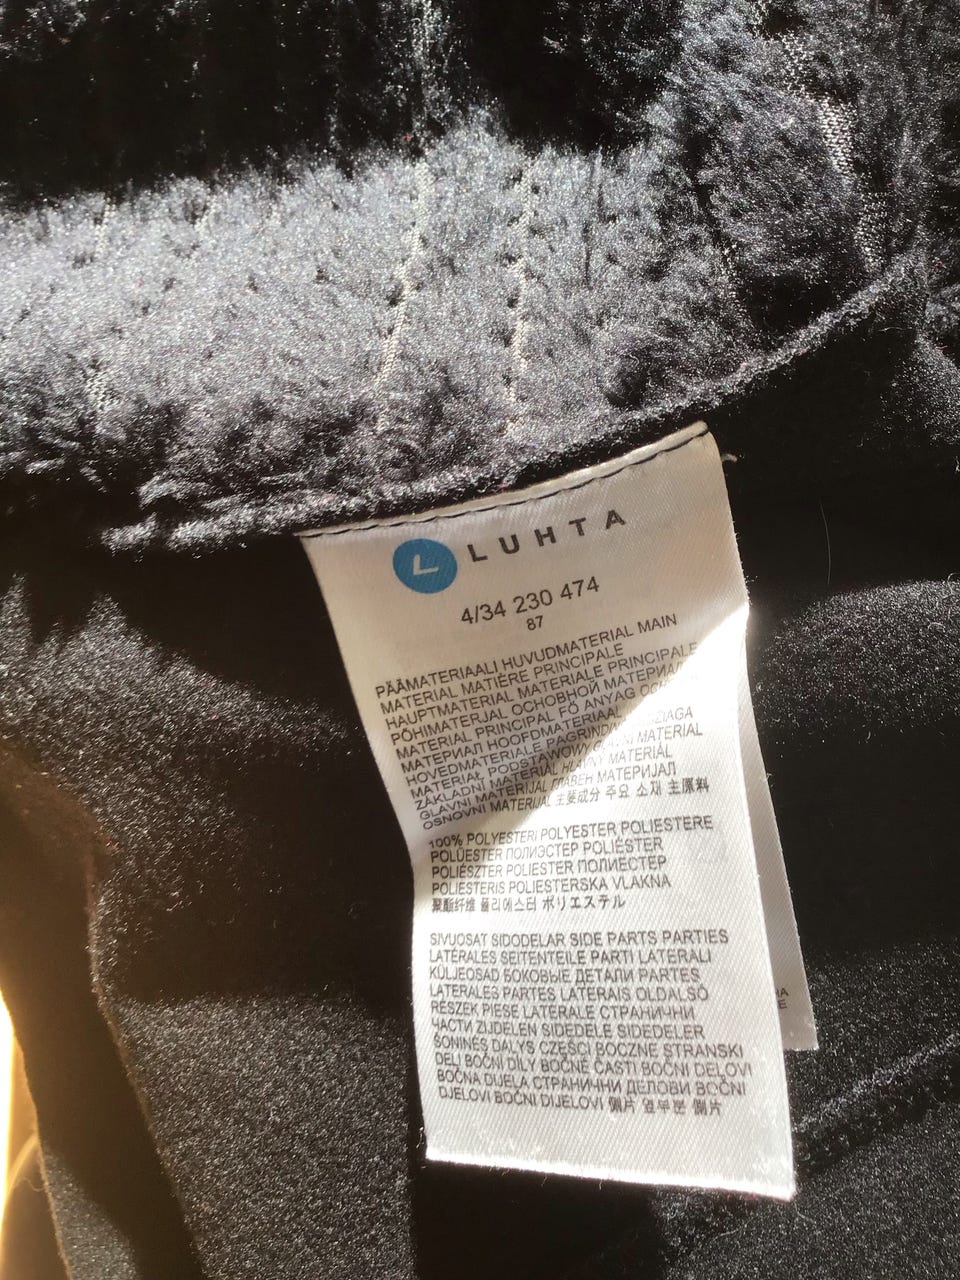 L LUHTA
4/34 230 474
87
PÄÄMATERIAALI HUVUDMATERIAL MAIN
MATERIAL MATIÈRE PRINCIPALE
HAUPTMATERIAL MATERIALE PRINCIPALE
PÕHIMATERJAL ОСНОВНОЙ МАТЕРИАЛ
MATERIAL PRINCIPAL FŐ ANYAG
МАТЕРИАЛ HOOFDMATERIAAL
HOVEDMATERIALE
MATERIAŁ PODSTAWOWY MATERIAL
ZÁKLADNÍ MATERIÁL HLAVNÝ MATERIÁL
GLAVNI MATERIJAL ГЛАВЕН МАТЕРИЈАЛ
OSNOVNI MATERIJAL 主要成分 주요 소재 主原料
100% POLYESTERI POLYESTER POLIESTERE
POLÜESTER ПОЛИЭСТЕР POLIÉSTER
POLIÉSZTER POLIESTER ПОЛИЕСТЕР
POLIESTERIS POLIESTERSKA VLAKNA
聚酯纤维 폴리에스터 ポリエステル
SIVUOSAT SIDODELAR SIDE PARTS PARTIES
LATÉRALES SEITENTEILE PARTI LATERALI
KÜLJEOSAD БОКОВЫЕ ДЕТАЛИ PARTES
LATERALES PARTES LATERAIS OLDALSÓ
RÉSZEK PIESE LATERALE СТРАНИЧНИ
ЧАСТИ ZIJDELEN SIDEDELE SIDEDELER
ŠONINĖS DALYS CZĘŚCI BOCZNE STRANSKI
DELI BOČNÍ DÍLY BOČNÉ ČASTI BOČNI DELOVI
BOČNA DIJELA СТРАНИЧНИ ДЕЛОВИ BOČNI
DJELOVI BOČNI DIJELOVI 侧片 옆부분 側片